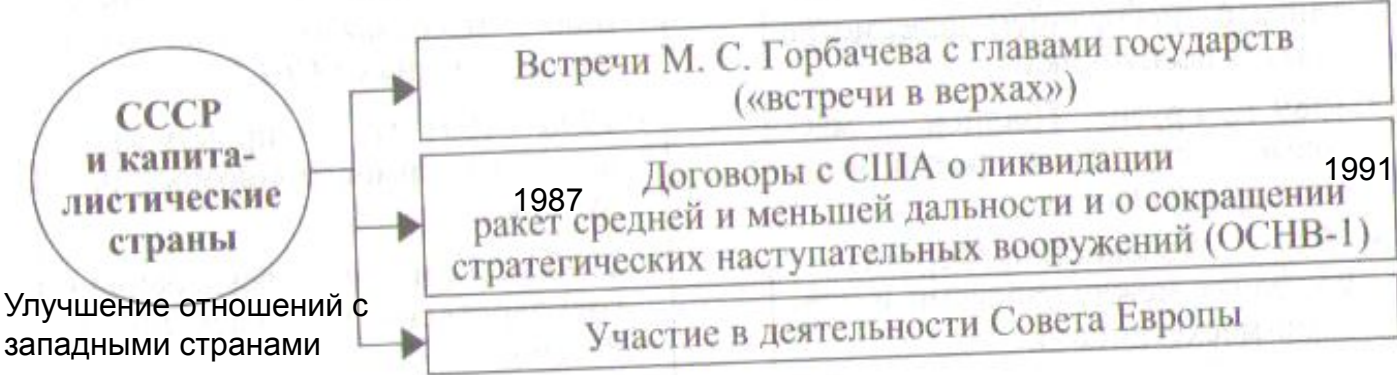 СССР
и капита-
листические
страны
Улучшение отношений с
западными странами
Встречи М. С. Горбачева с главами государств
(«встречи в верхах»)
Договоры с США о ликвидации
1987
1991
ракет средней и меньшей дальности и о сокращении
стратегических наступательных вооружений (ОСНВ-1)
Участие в деятельности Совета Европы